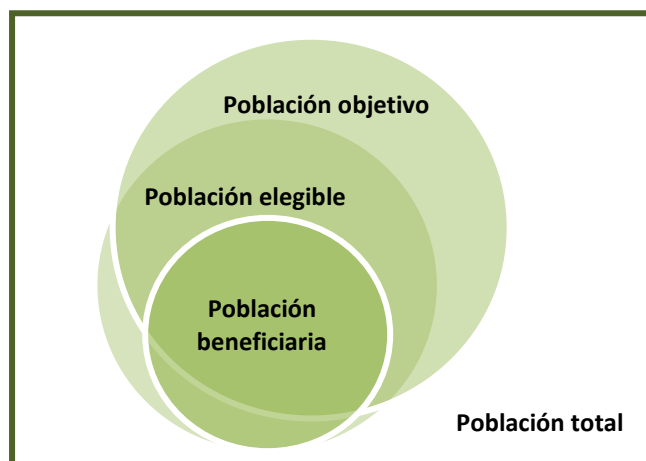 Población objetivo
Población elegible
Población
beneficiaria
Población total